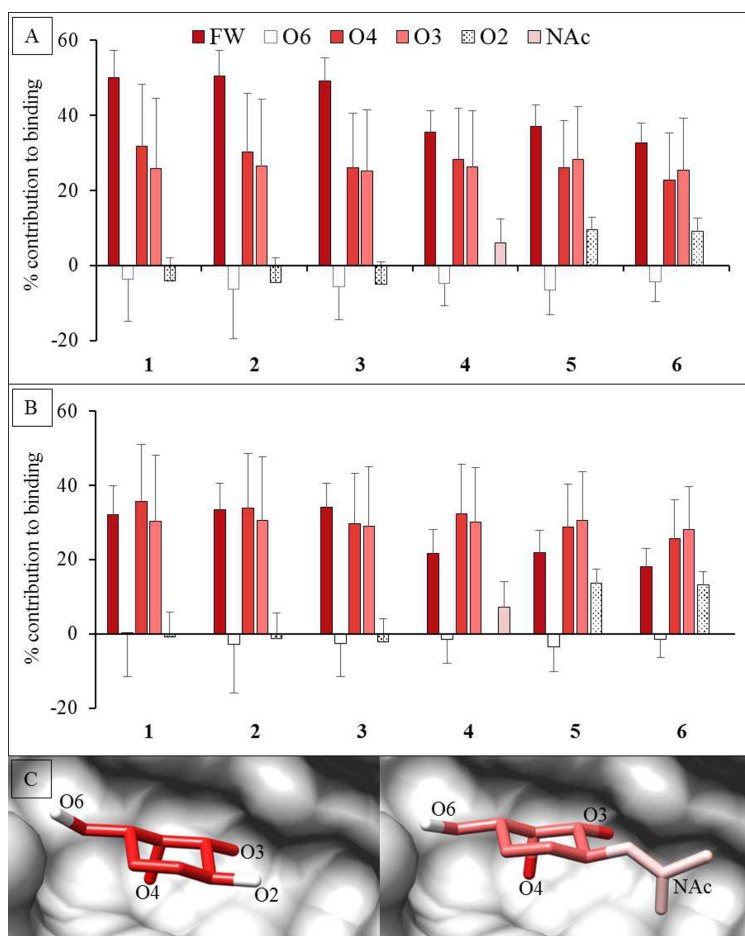 A
FW O6 O4 O3 O2 NAc
% contribution to binding
60
40
20
0
-20
1 2 3 4 5 6
B
% contribution to binding
60
40
20
0
-20
1 2 3 4 5 6
C
O6
O3
O4
O2
O6
O3
O4
NAc